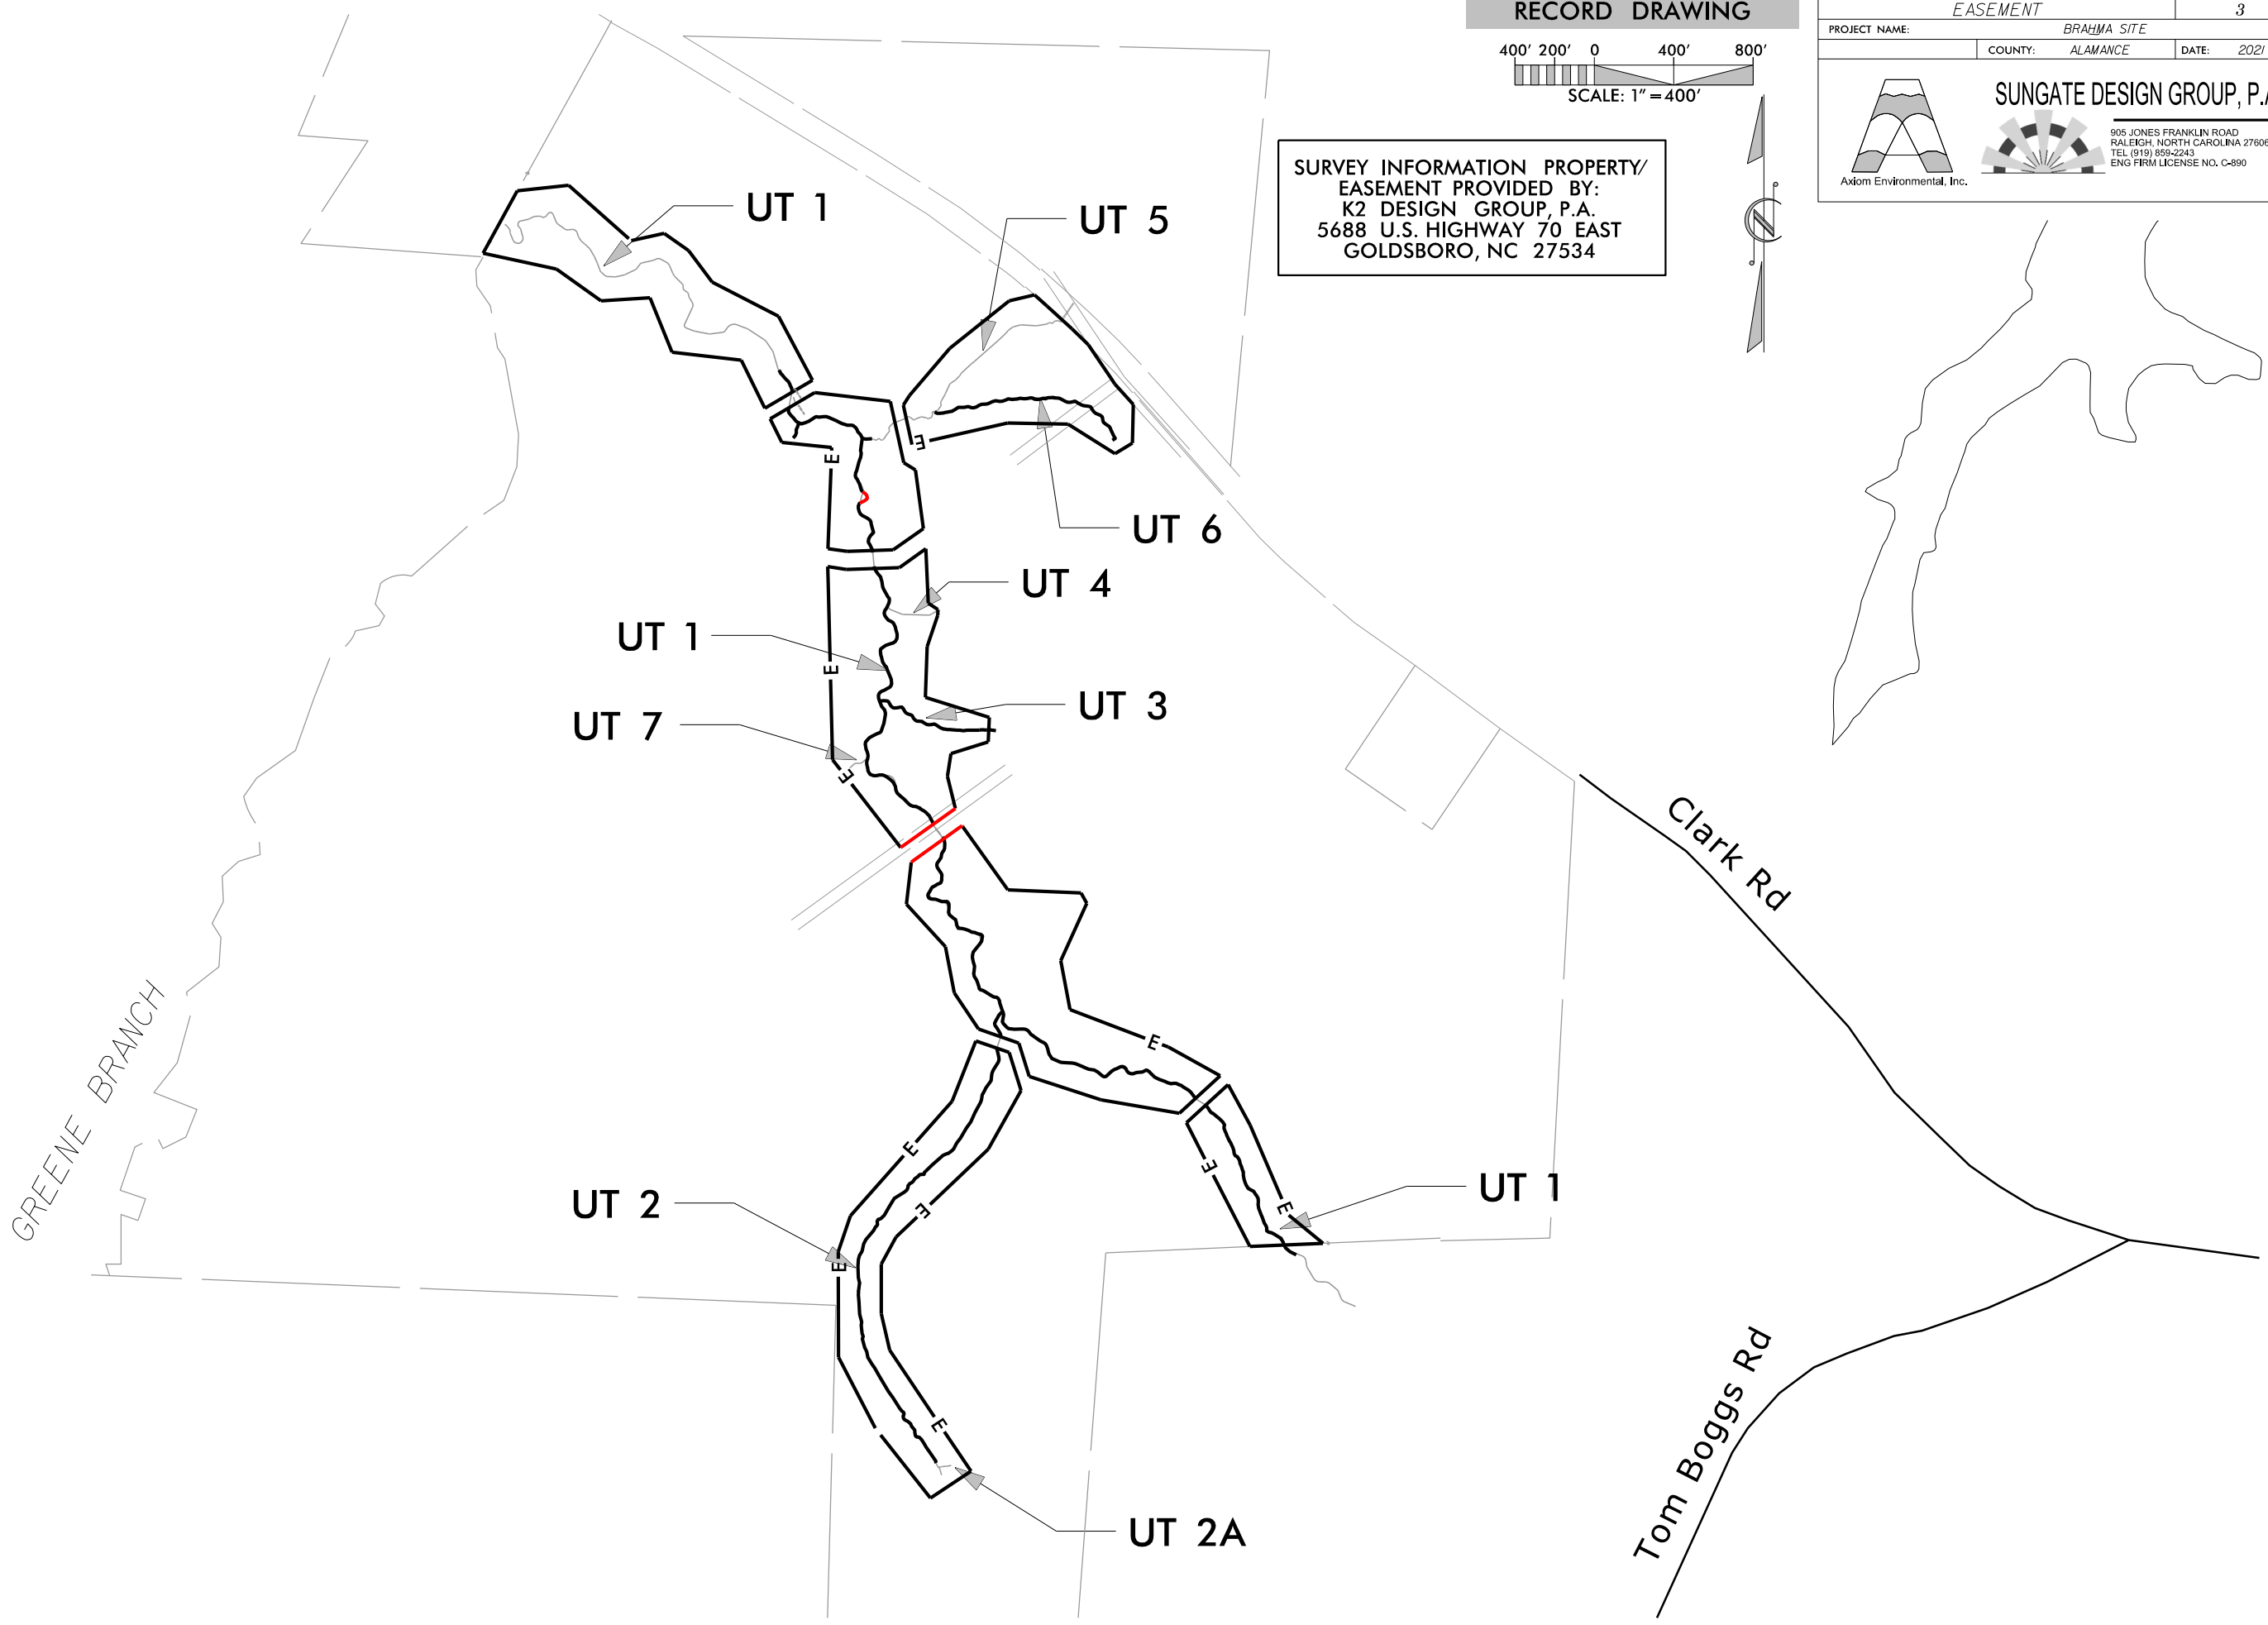 RECORD DRAWING
400' 200' 0 400' 800'
SCALE: 1"=400'
EASEMENT 3
PROJECT NAME: BRAHMA SITE
COUNTY: ALAMANCE DATE: 2021
SUNGATE DESIGN GROUP, P.A
905 JONES FRANKLIN ROAD
RALEIGH, NORTH CAROLINA 27606
TEL (919) 859-2243
ENG FIRM LICENSE NO. C-890
Axiom Environmental, Inc.
SURVEY INFORMATION PROPERTY/
EASEMENT PROVIDED BY:
K2 DESIGN GROUP, P.A.
5688 U.S. HIGHWAY 70 EAST
GOLDSBORO, NC 27534
N
UT 1
UT 5
E
E
UT 6
UT 4
UT 1
E
UT 3
UT 7
E
Clark Rd
GREENE BRANCH
E
E
E
UT 2
E
E
UT 1
E
E
Tom Boggs Rd
UT 2A